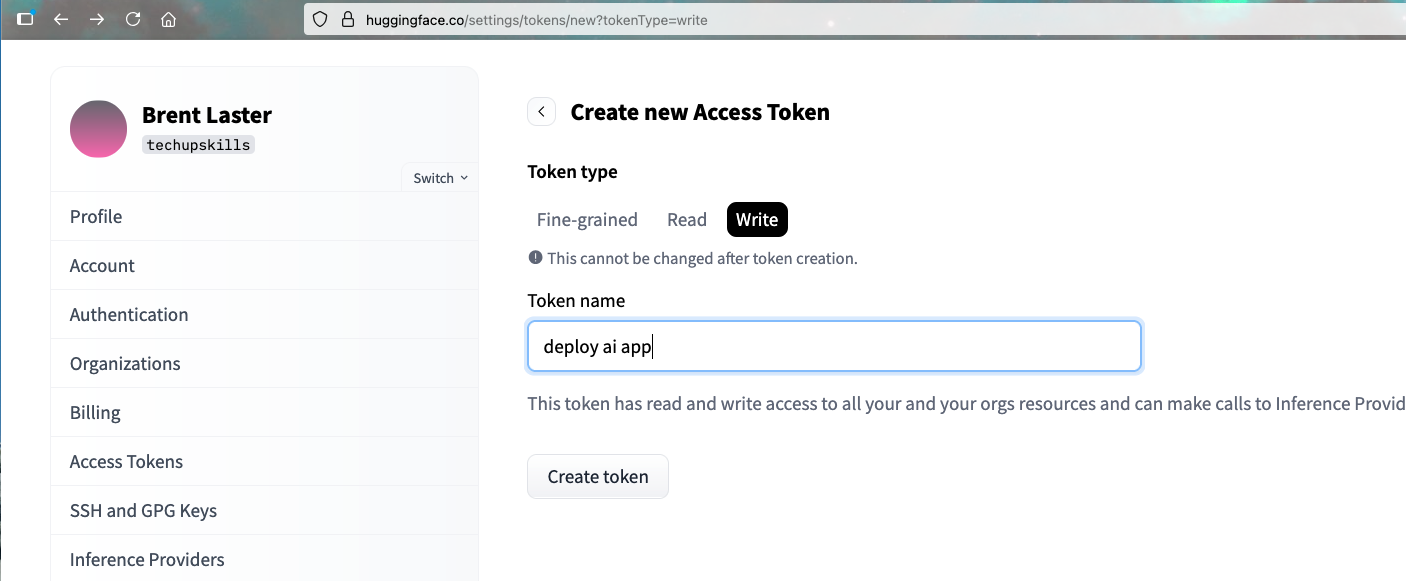 huggingface.co/settings/tokens/new?tokenType=write
Brent Laster
techupskills
Switch
Profile
Account
Authentication
Organizations
Billing
Access Tokens
SSH and GPG Keys
Inference Providers
Create new Access Token
Token type
Fine-grained Read Write
This cannot be changed after token creation.
Token name
deploy ai app
This token has read and write access to all your and your orgs resources and can make calls to Inference Provid
Create token